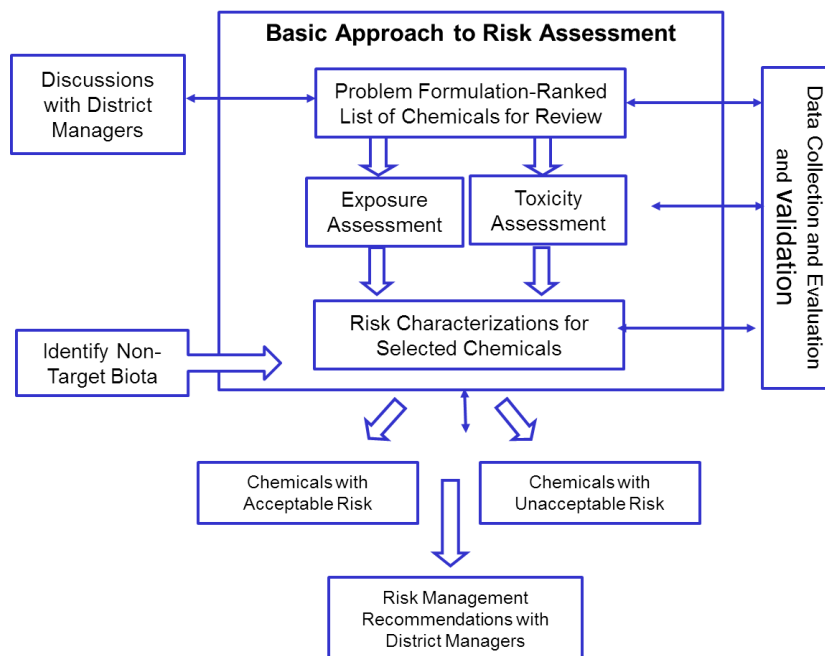 Basic Approach to Risk Assessment
Discussions
with District
Managers
Problem Formulation-Ranked
List of Chemicals for Review
Data Collection and Evaluation
and validation
Exposure
Assessment
Toxicity
Assessment
Risk Characterizations for
Selected Chemicals
Identify Non-
Target Biota
Chemicals with
Acceptable Risk
Chemicals with
Unacceptable Risk
Risk Management
Recommendations with
District Managers